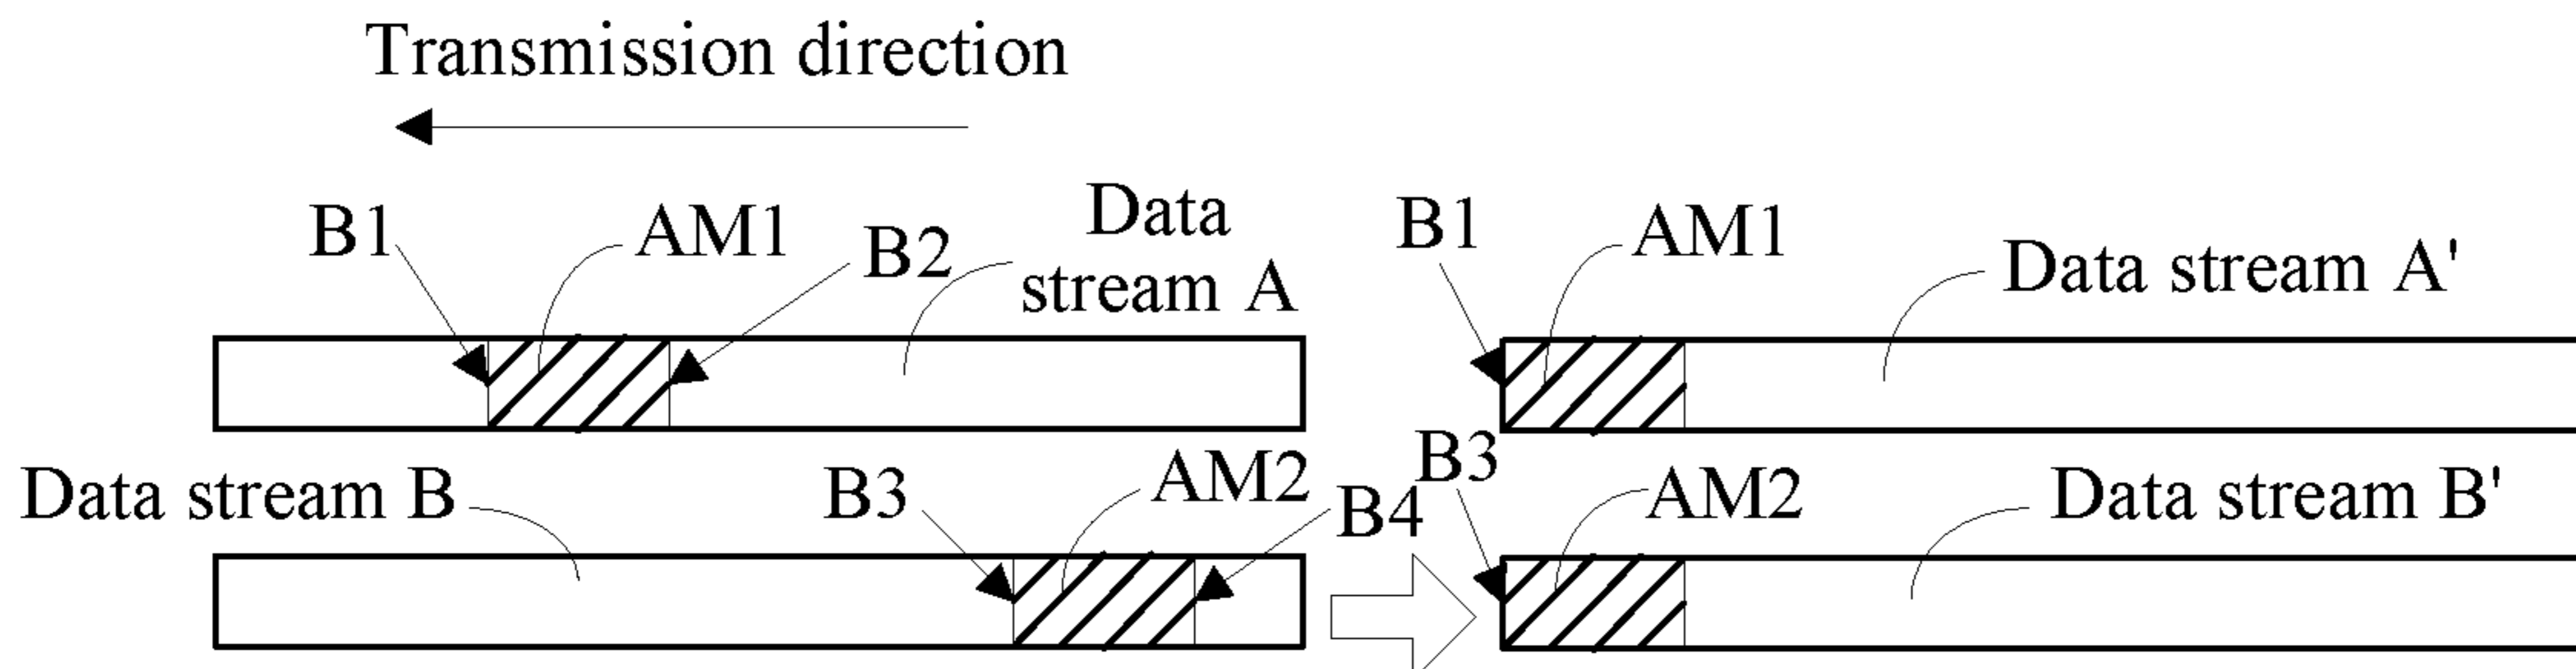 Transmission direction
B1
AM1
B2
Data
stream A
B1
AM1
Data stream A'
Data stream B
B3
AM2
B4
B3
AM2
Data stream B'